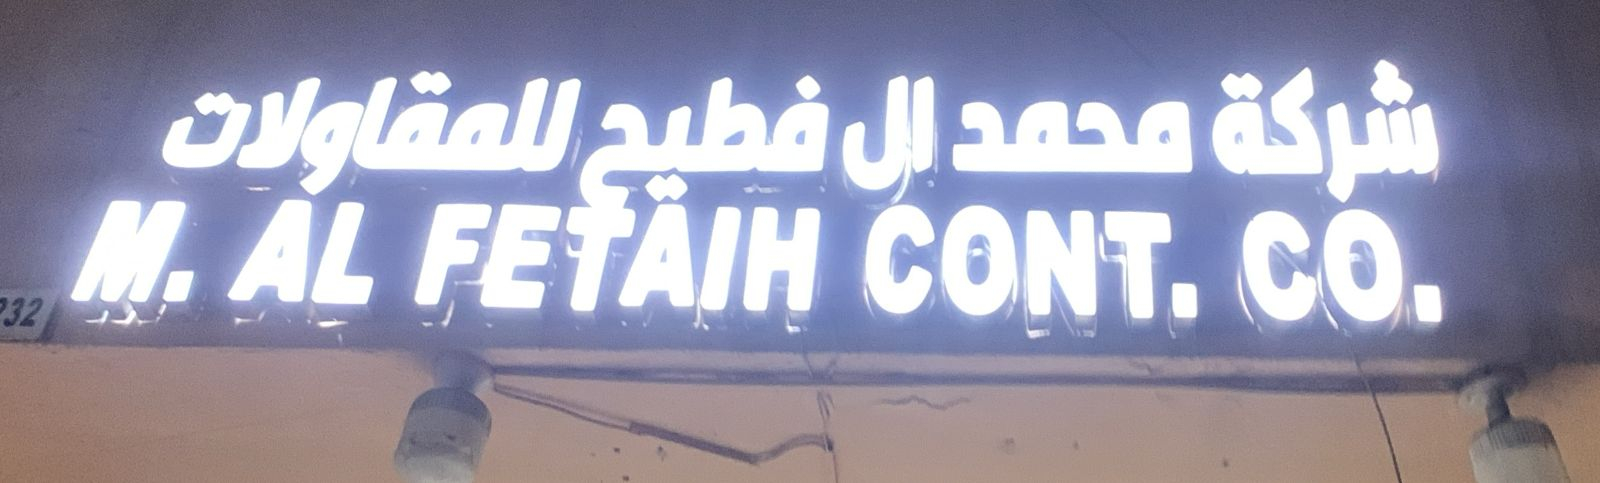 شركة محمد ال فطيح للمقاولات
M. AL FETAIH CONT. CO.